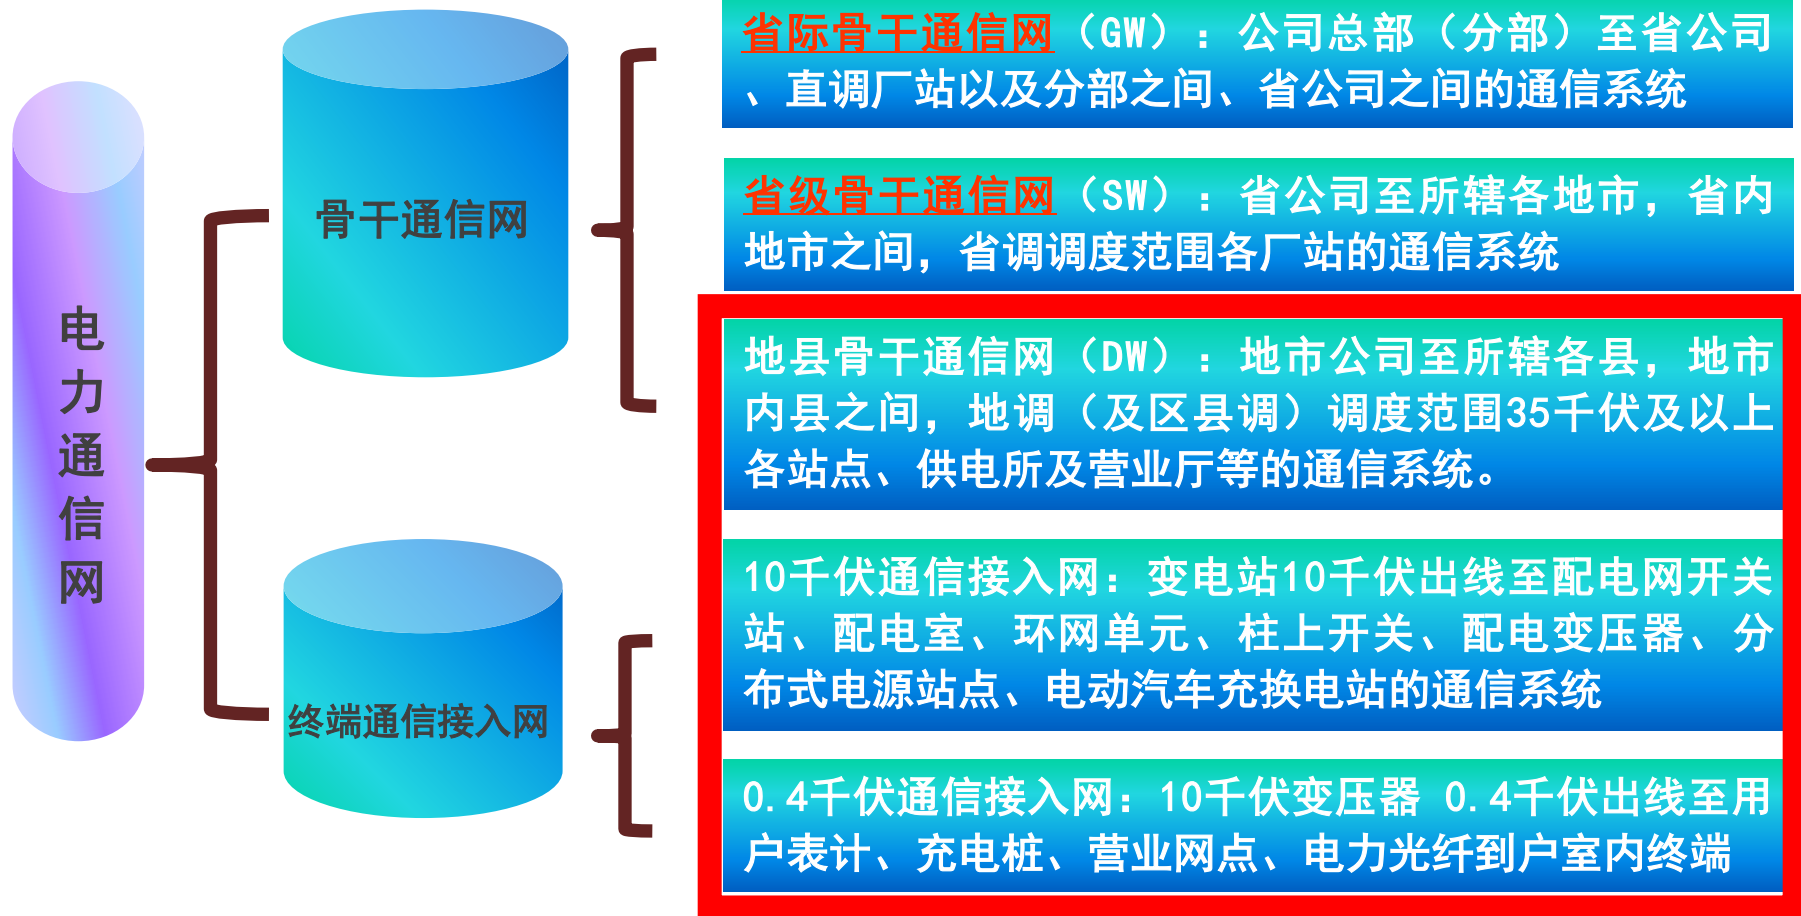 电力通信网
骨干通信网
省际骨干通信网（GW）：公司总部（分部）至省公司
、直调厂站以及分部之间、省公司之间的通信系统
省级骨干通信网（SW）：省公司至所辖各地市，省内
地市之间，省调调度范围各厂站的通信系统
地县骨干通信网（DW）：地市公司至所辖各县，地市
内县之间，地调（及区县调）调度范围35千伏及以上
各站点、供电所及营业厅等的通信系统。
终端通信接入网
10千伏通信接入网：变电站10千伏出线至配电网开关
站、配电室、环网单元、柱上开关、配电变压器、分
布式电源站点、电动汽车充换电站的通信系统
0.4千伏通信接入网：10千伏变压器 0.4千伏出线至用
户表计、充电桩、营业网点、电力光纤到户室内终端